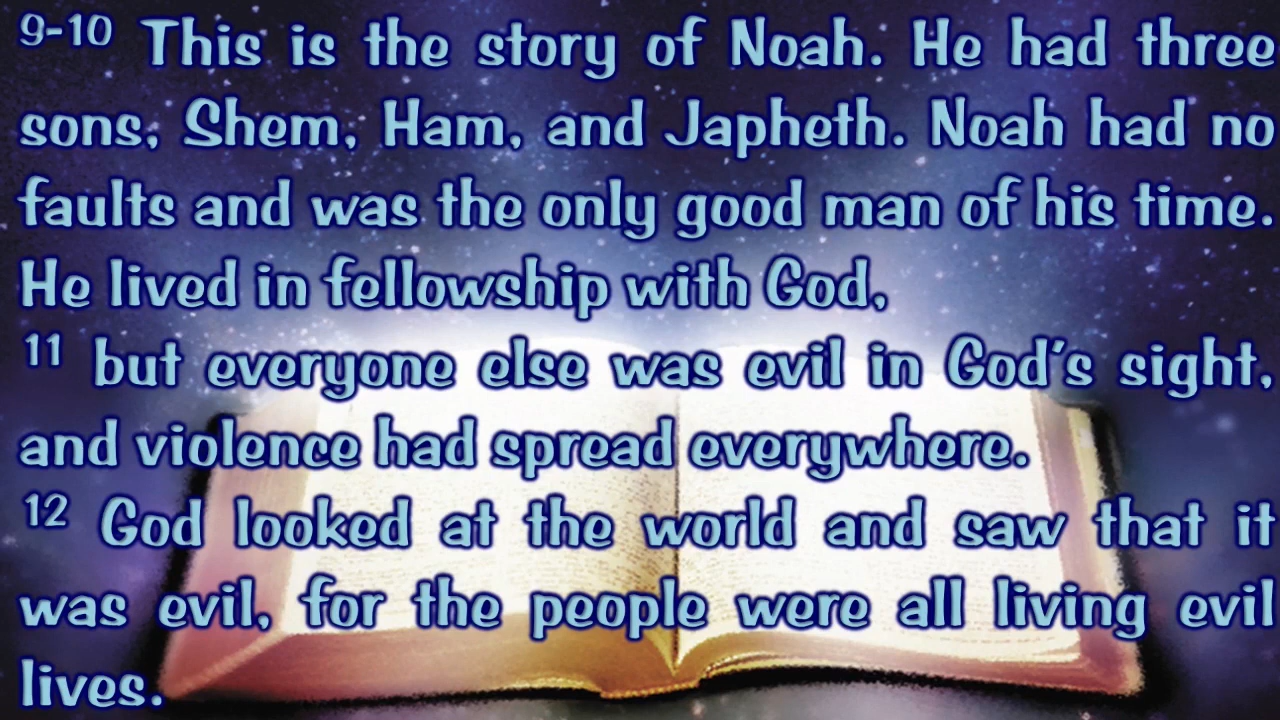 9-10 This is the story of Noah. He had three
sons, Shem, Ham, and Japheth. Noah had no
faults and was the only good man of his time.
He lived in fellowship with God,
11 but everyone else was evil in God's sight,
and violence had spread everywhere.
12 God looked at the world and saw that it
was evil, for the people were all living evil
lives.